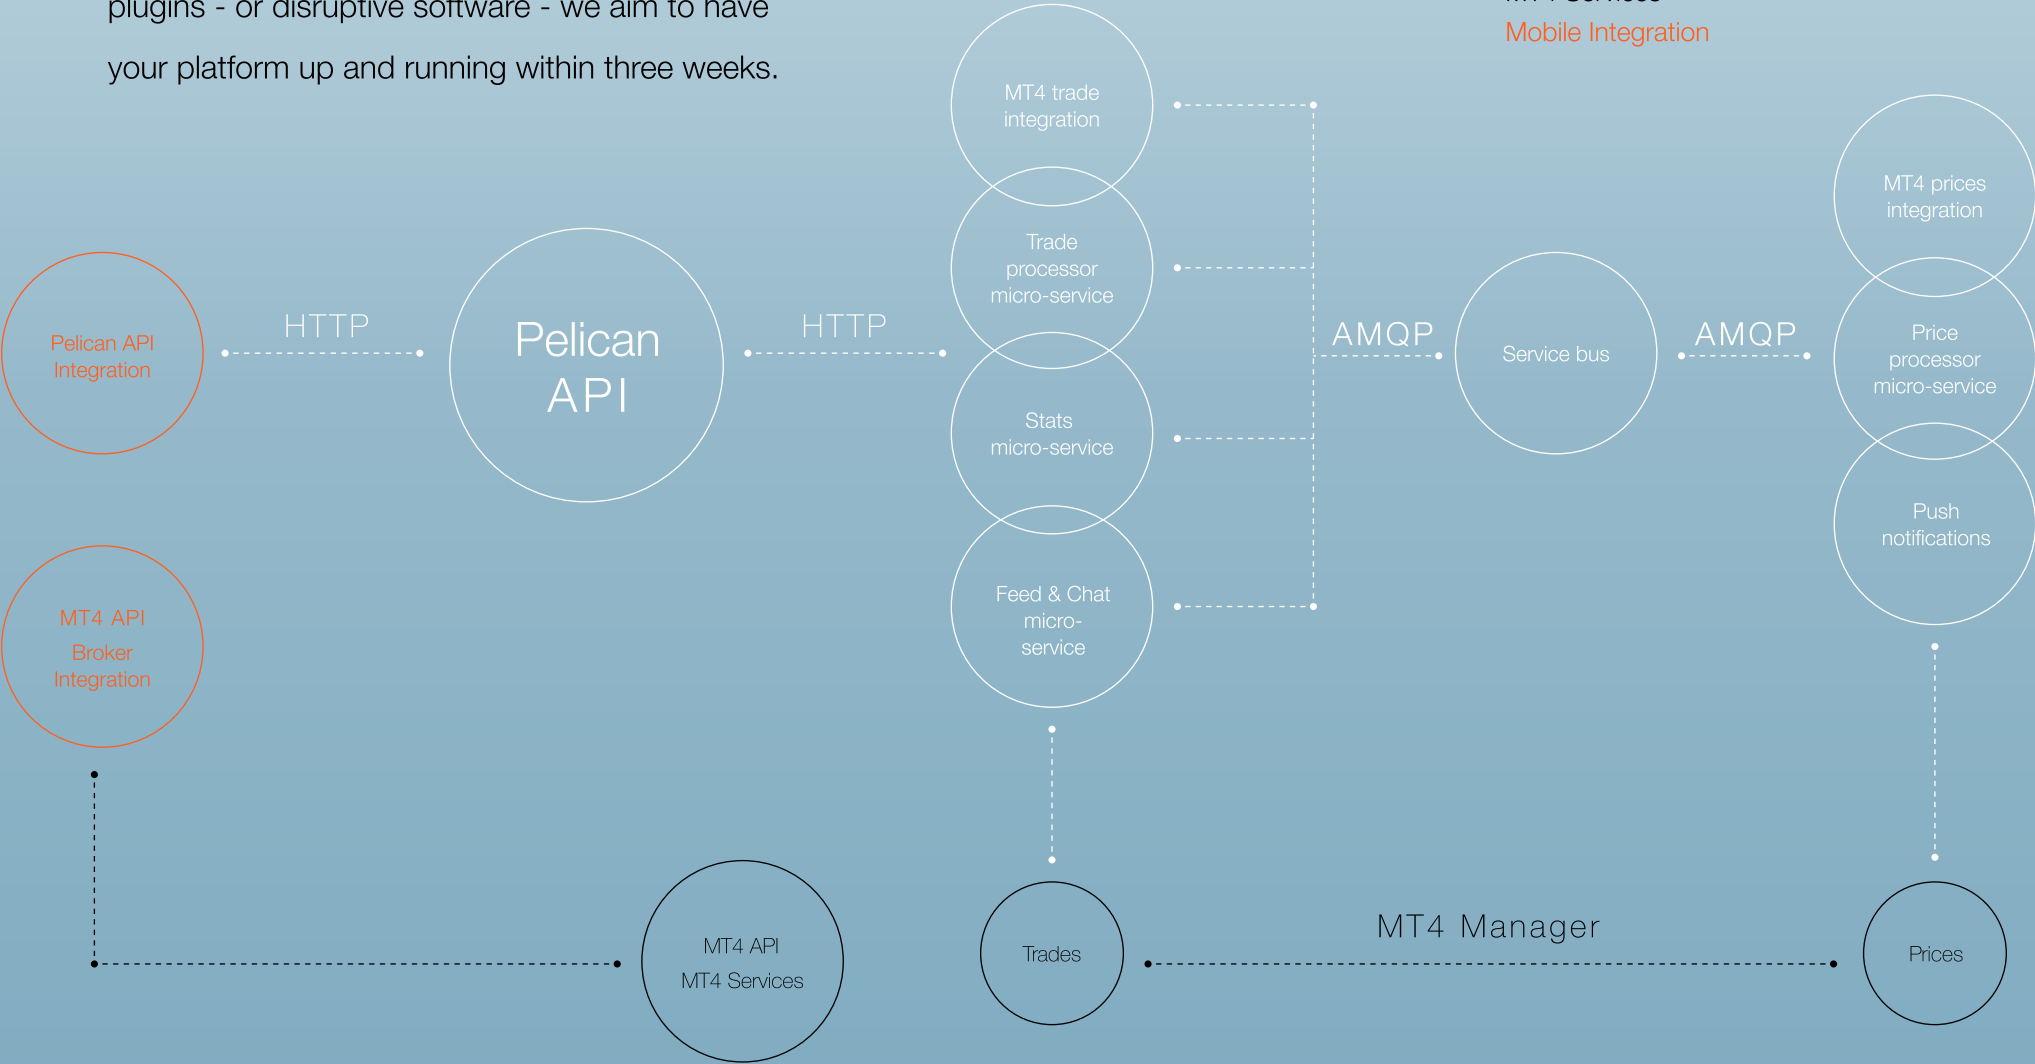 plugins - or disruptive software - we aim to have
your platform up and running within three weeks.
MT4 Services
Mobile Integration
MT4 trade
integration
Trade
processor
micro-service
Stats
micro-service
Feed & Chat
micro-
service
MT4 prices
integration
Price
processor
micro-service
Push
notifications
Pelican API
Integration
HTTP
Pelican
API
HTTP
AMQP
Service bus
AMQP
MT4 API
Broker
Integration
MT4 API
MT4 Services
Trades
MT4 Manager
Prices